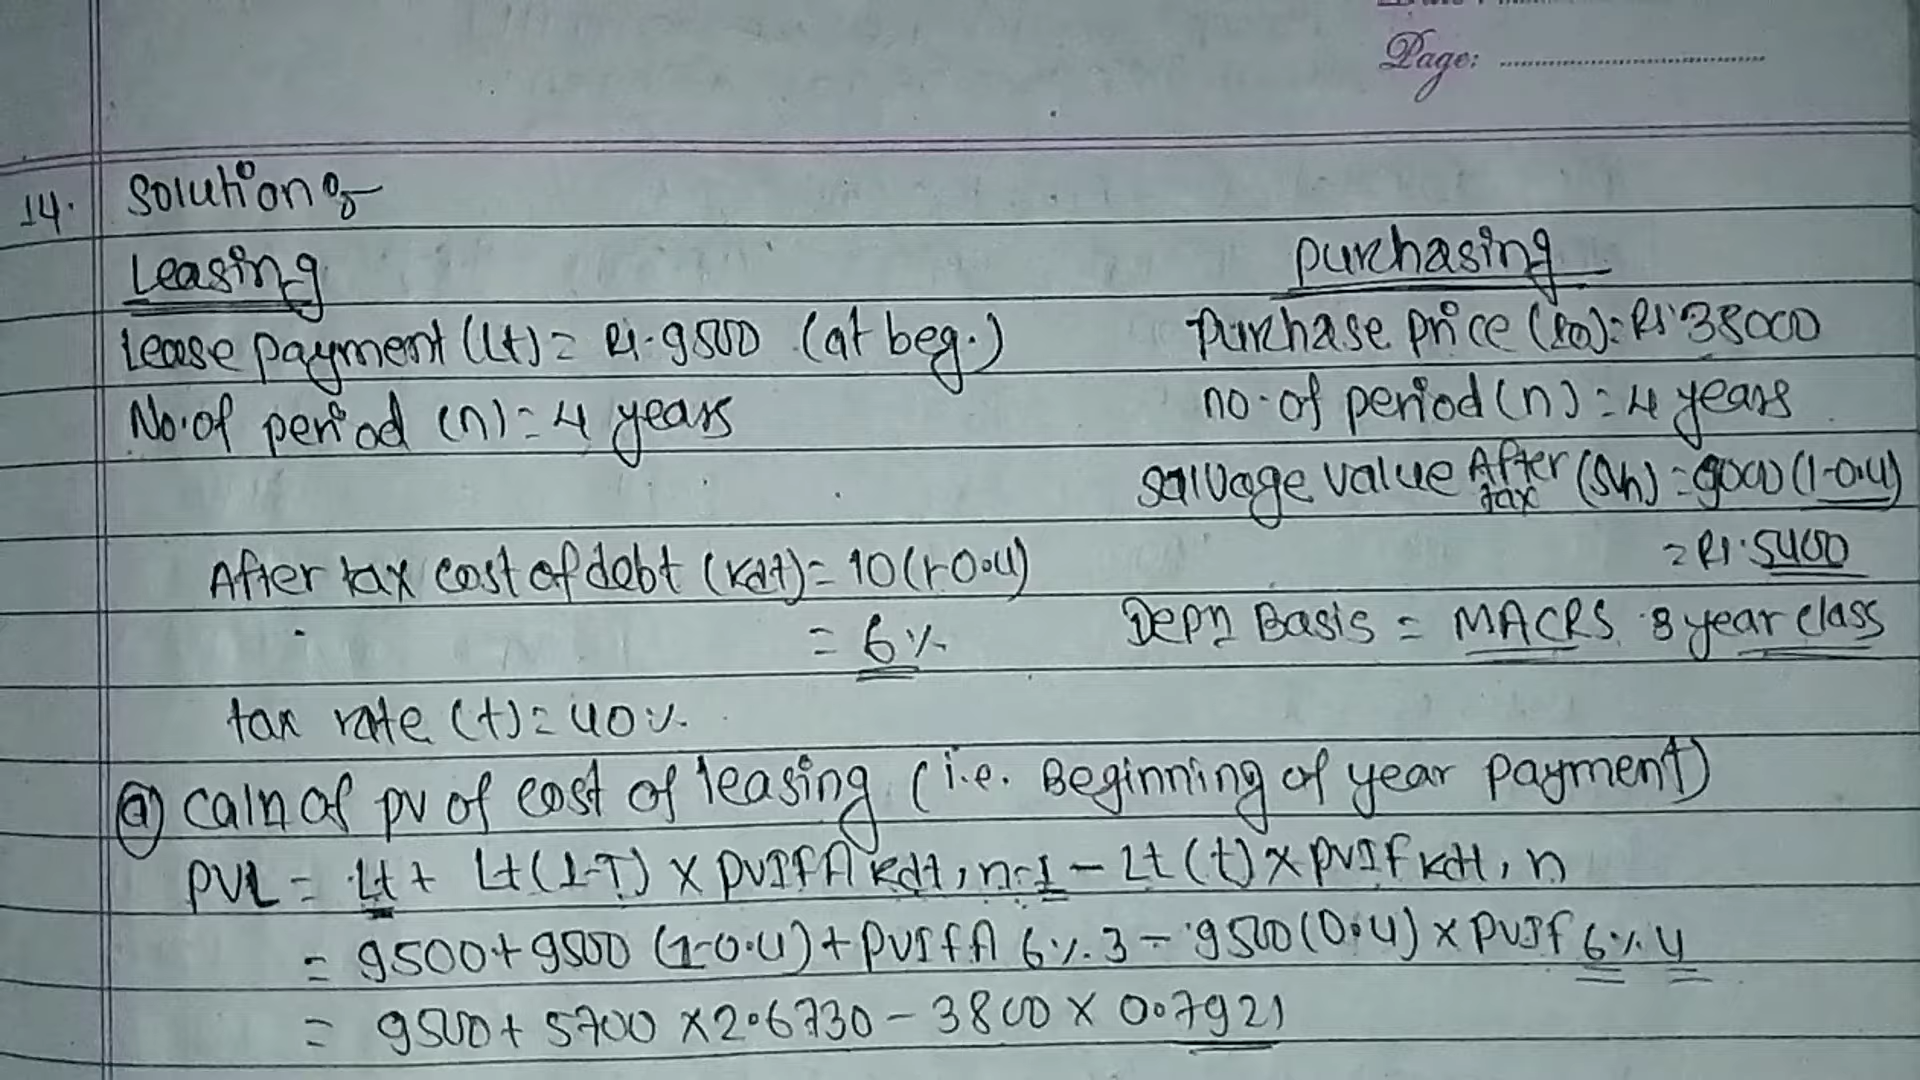 Page: ..............................
14. Solution :-
Leasing
Purchasing
Lease payment (Lt) = Rs. 9500 (at beg.)
Purchase price (P0) = Rs 38000
No. of period (n) = 4 years
no. of period (n) = 4 years
salvage value After tax (Sn) = 9000 (1-0.4)
= Rs. 5400
After tax cost of debt (Kdt) = 10 (1-0.4)
= 6%
Depn Basis = MACRS 3 year class
tax rate (t) = 40%
(a) Caln of pv of cost of leasing (i.e. Beginning of year payment)
PVL = Lt + Lt (1-T) X PVIFA kdt, n-1 - Lt (t) X PVIF kdt, n
= 9500 + 9500 (1-0.4) + PVIFA 6%. 3 - 9500 (0.4) X PVIF 6%. 4
= 9500 + 5700 X 2.6730 - 3800 X 0.7921